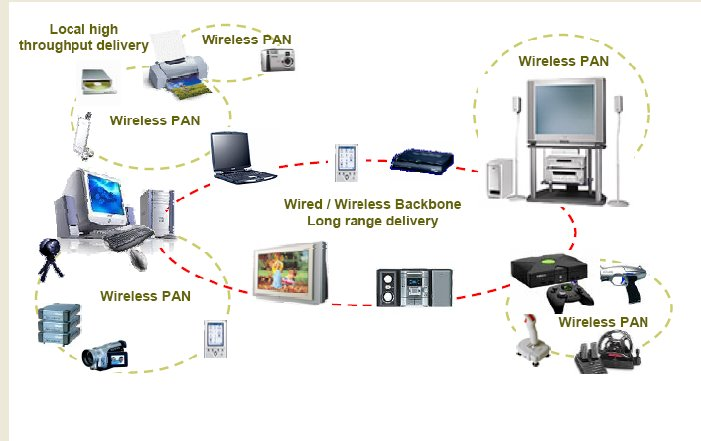 Local high
throughput delivery
Wireless PAN
Wireless PAN
Wireless PAN
Wired / Wireless Backbone
Long range delivery
Wireless PAN
Wireless PAN